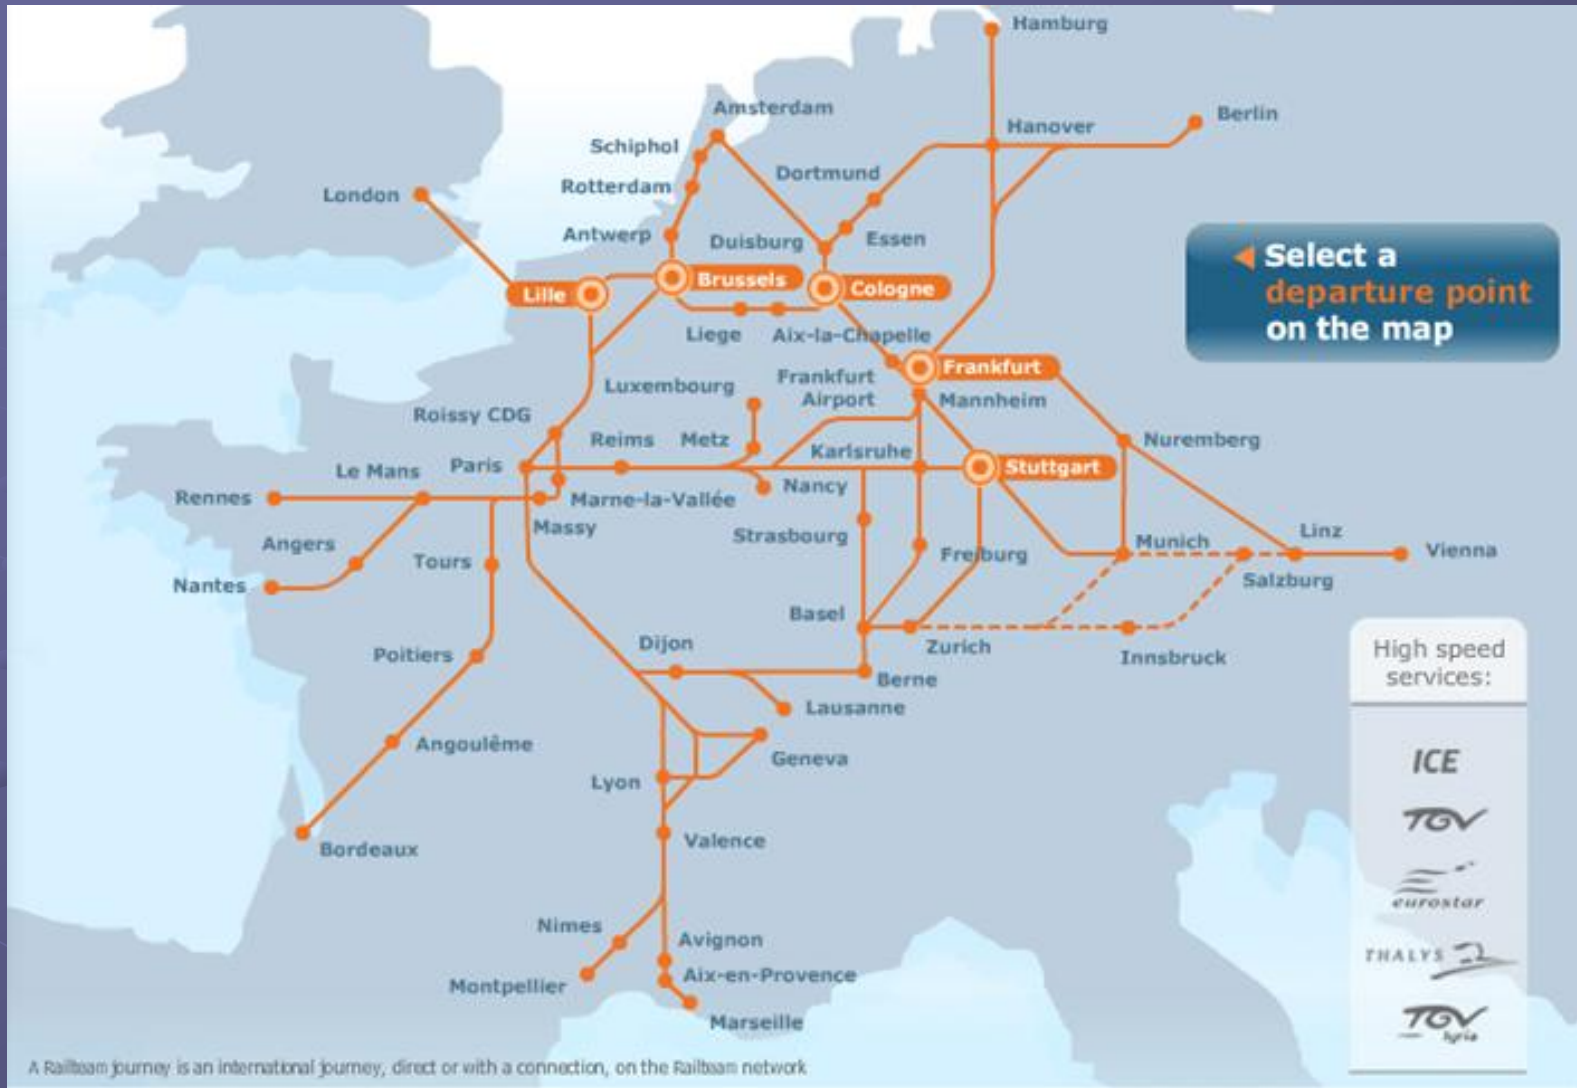 Hamburg
Amsterdam
Berlin
Hanover
Schiphol
Dortmund
Rotterdam
London
Antwerp
Duisburg
Essen
Select a
departure point
on the map
Brussels
Cologne
Lille
Liege
Aix-la-Chapelle
Frankfurt
Luxembourg
Frankfurt
Airport
Mannheim
Roissy CDG
Reims
Metz
Karlsruhe
Nuremberg
Le Mans
Paris
Stuttgart
Rennes
Marne-la-Vallée
Nancy
Massy
Strasbourg
Linz
Angers
Tours
Freiburg
Munich
Vienna
Nantes
Salzburg
Basel
Dijon
Zurich
Poitiers
Innsbruck
High speed
services:
Berne
Lausanne
Angoulême
Geneva
ICE
Lyon
TGV
Valence
Bordeaux
eurostar
Nimes
Avignon
THALYS
Aix-en-Provence
Montpellier
Marseille
TGV
lyria
A Railteam journey is an international journey, direct or with a connection, on the Railteam network